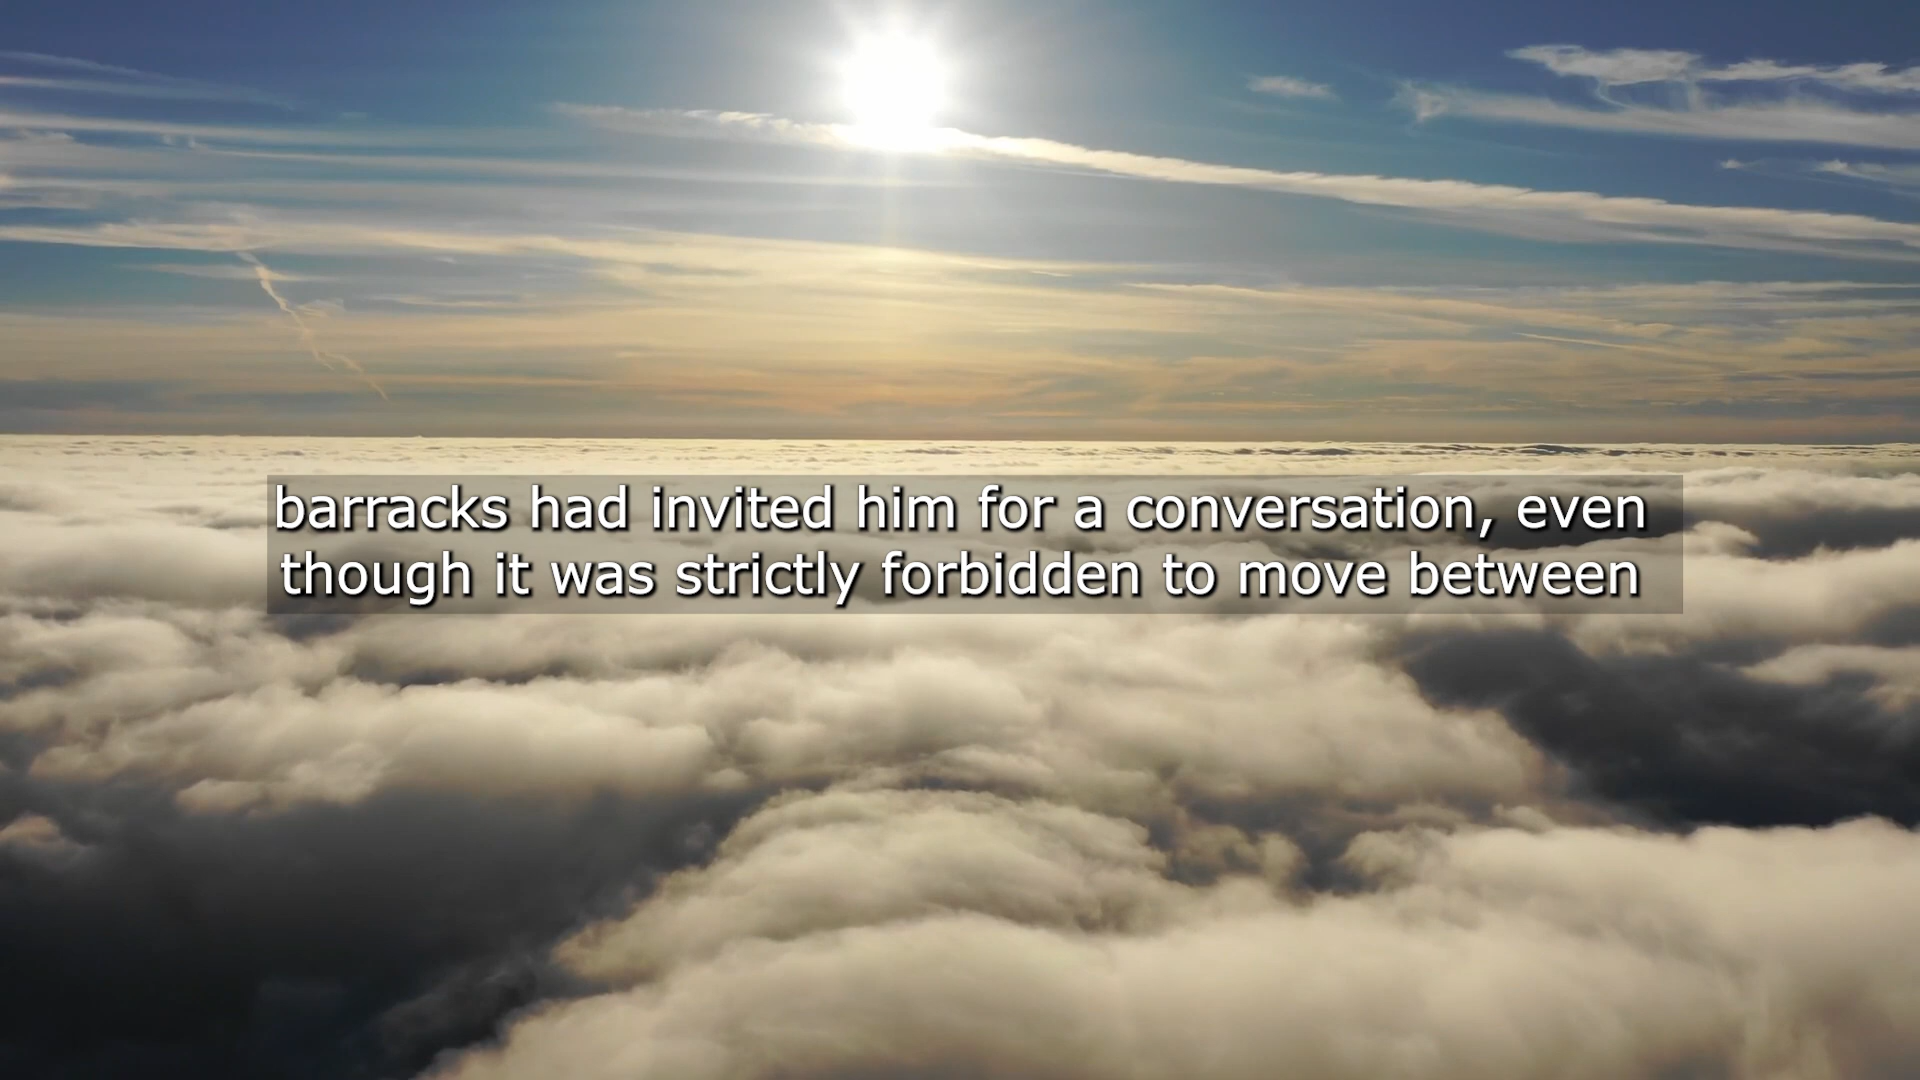 barracks had invited him for a conversation, even
though it was strictly forbidden to move between